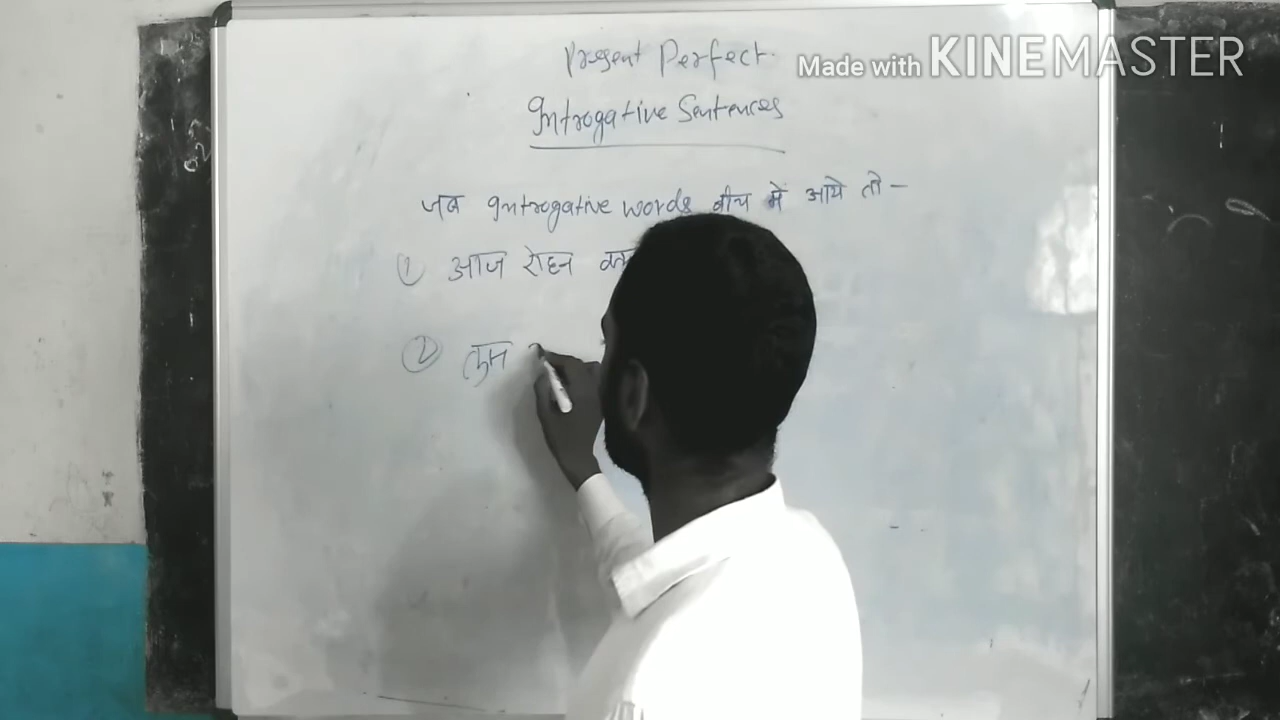 Present Perfect.
Made with KINEMASTER
Introgative Sentences
जब Introgative words बीच में आये तो -
① आज रोहन
② तुम